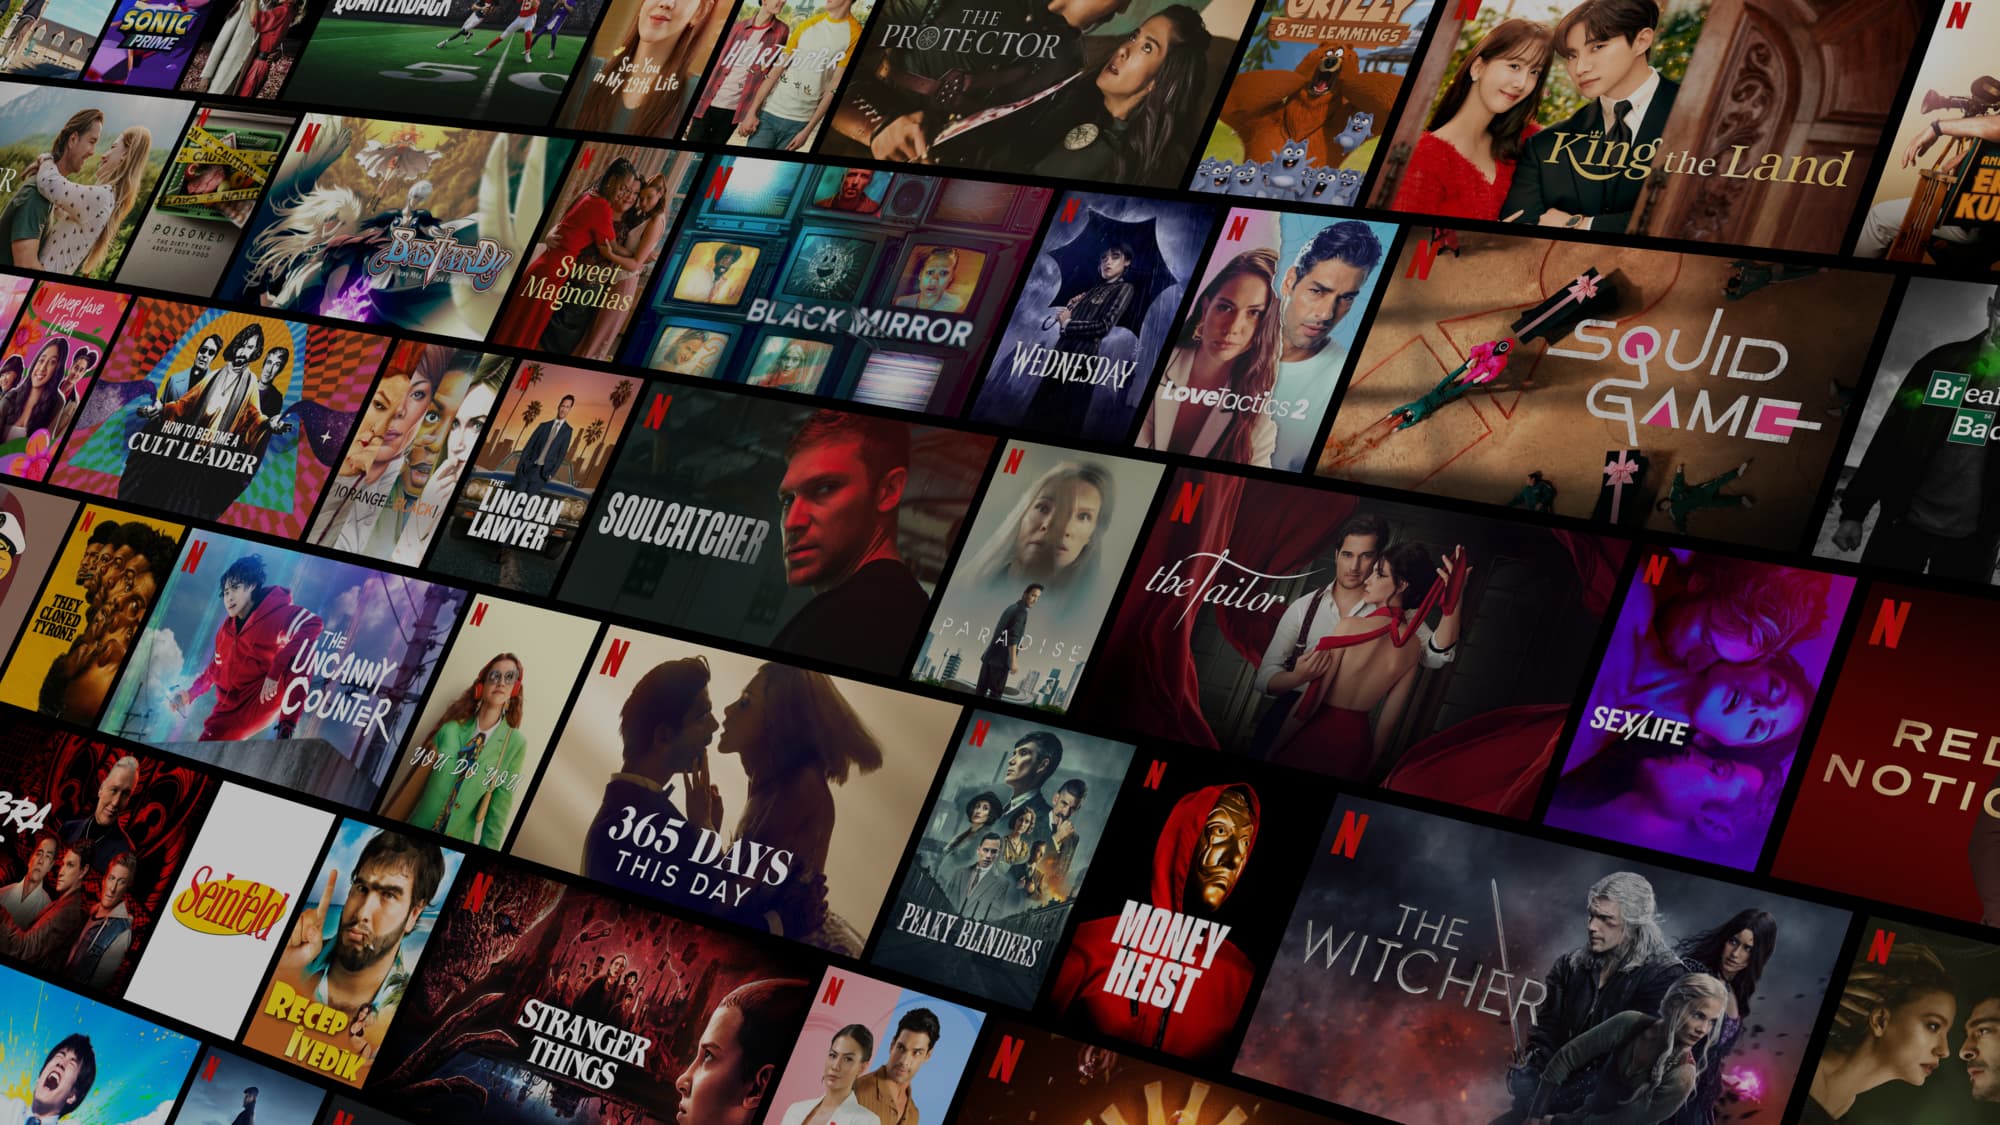 SONIC
PRIME
QUARTERBACK
See You
in My 19th Life
HEARTSTOPPER
THE
PROTECTOR
GRIZZY
& THE LEMMINGS
King the Land
R
CAUTION
POISONED
THE DIRTY TRUTH
ABOUT YOUR FOOD
BASTARD!!
Sweet
Magnolias
BLACK MIRROR
WEDNESDAY
LoveTactics 2
SQUID
GAME
Brea
Bad
Never Have
I Ever
HOW TO BECOME A
CULT LEADER
ORANGE IS THE NEW BLACK
THE
LINCOLN
LAWYER
SOULCATCHER
PARADISE
the Tailor
SEX/LIFE
RED
NOTIC
THEY
CLONED
TYRONE
THE
UNCANNY
COUNTER
YOU DO YOU
365 DAYS
THIS DAY
PEAKY BLINDERS
MONEY
HEIST
THE
WITCHER
BRA
Seinfeld
RECEP
İVEDİK
STRANGER
THINGS